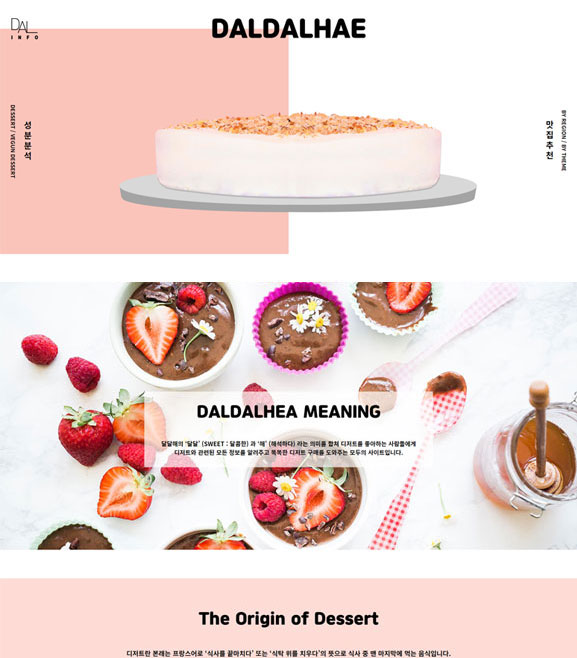 DAL
INFO
DALDALHAE
DESSERT / VEGUN DESSERT
성분분석
맛집추천
BY REGION / BY THEME
DALDALHEA MEANING
달달해의 '달달' (SWEET : 달콤한) 과 '해' (해석하다) 라는 의미를 합쳐 디저트를 좋아하는 사람들에게
디저트와 관련된 모든 정보를 알려주고 똑똑한 디저트 구매를 도와주는 모두의 사이트입니다.
The Origin of Dessert
디저트란 본래는 프랑스어로 '식사를 끝마치다' 또는 '식탁 위를 치우다'의 뜻으로 식사 중 맨 마지막에 먹는 음식입니다.